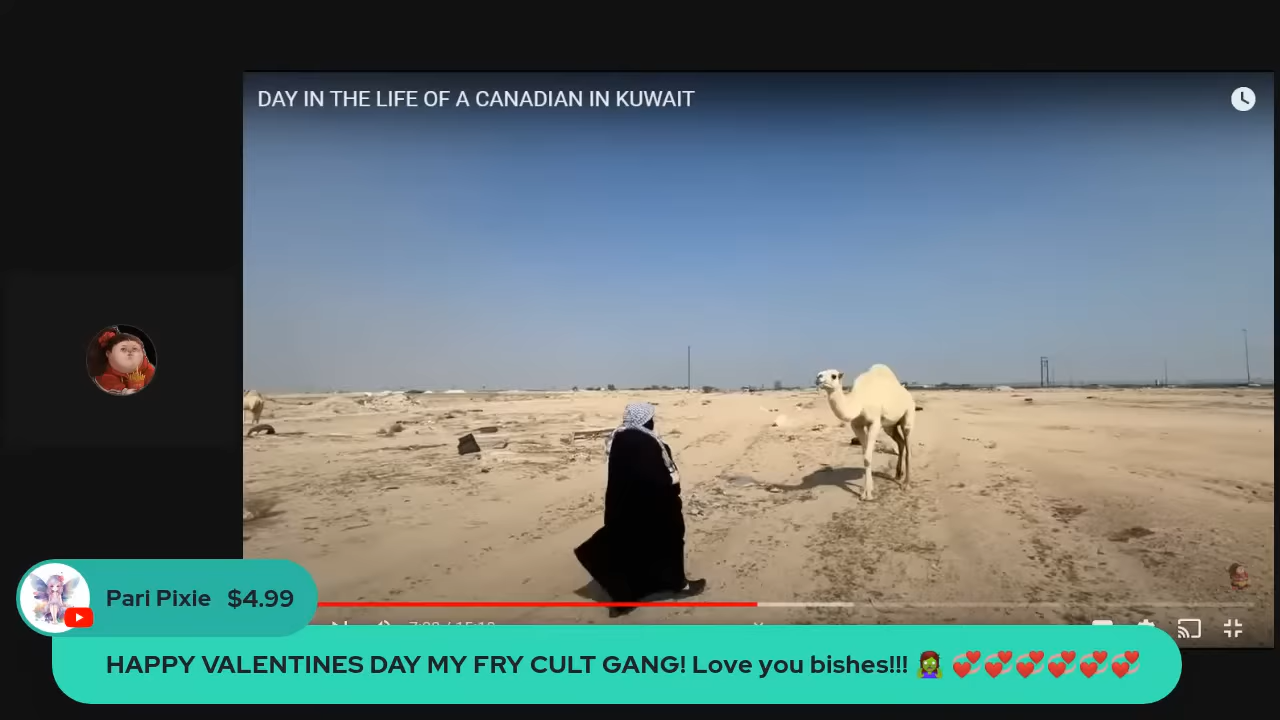 DAY IN THE LIFE OF A CANADIAN IN KUWAIT
Pari Pixie $4.99
HAPPY VALENTINES DAY MY FRY CULT GANG! Love you bishes!!! 🧟‍♀️ 💞💞💞💞💞💞